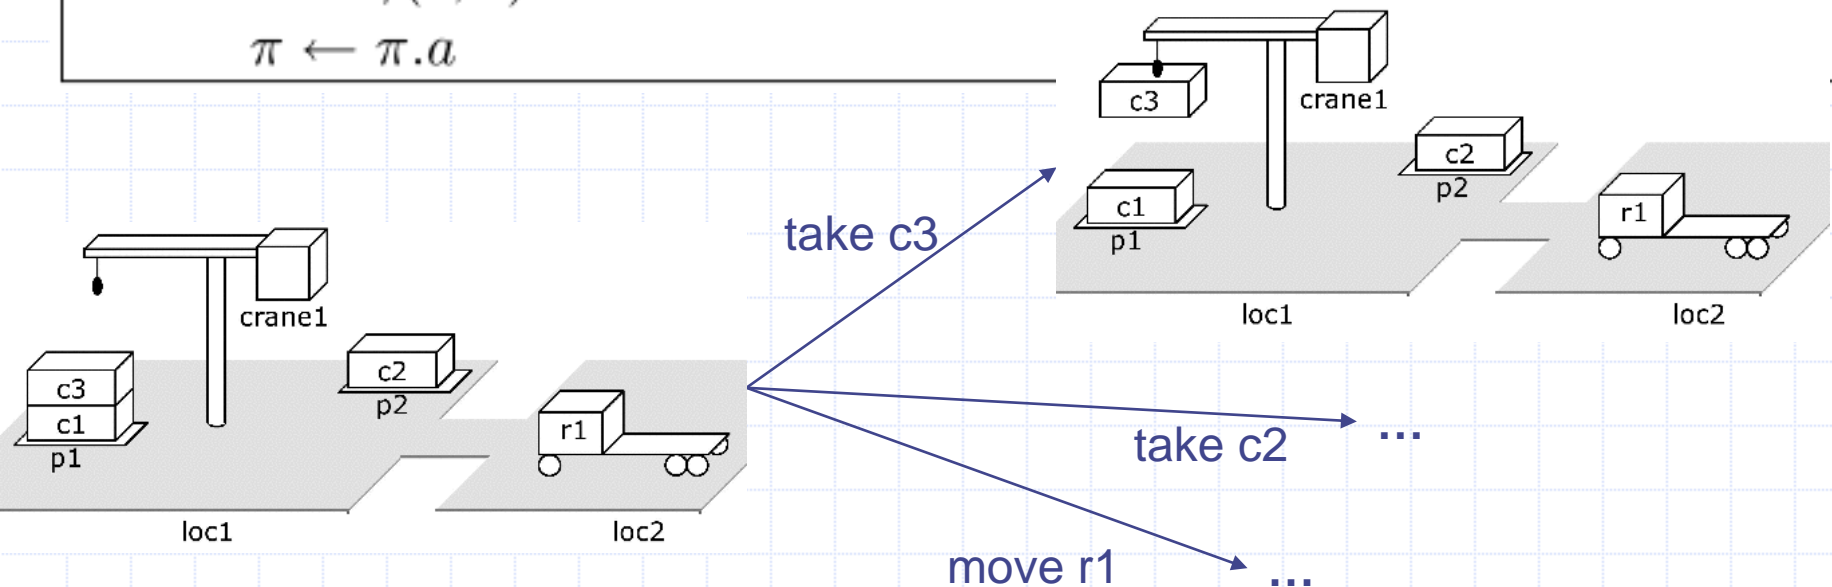 π ← π.a
c3
crane1
c2
p2
c1
p1
r1
loc1
loc2
take c3
crane1
c3
c1
p1
c2
p2
r1
loc1
loc2
take c2
...
move r1
...